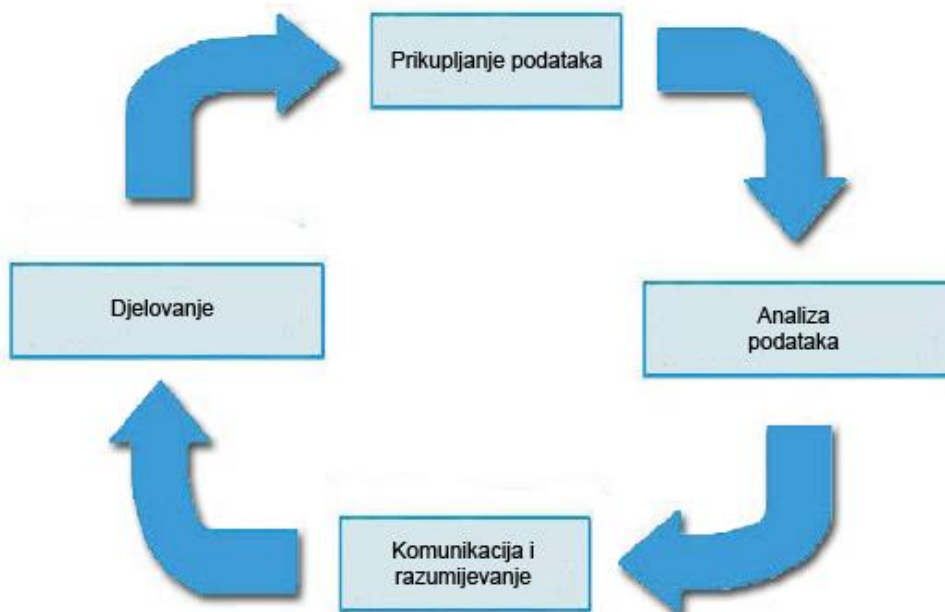 Prikupljanje podataka
Analiza
podataka
Komunikacija i
razumijevanje
Djelovanje